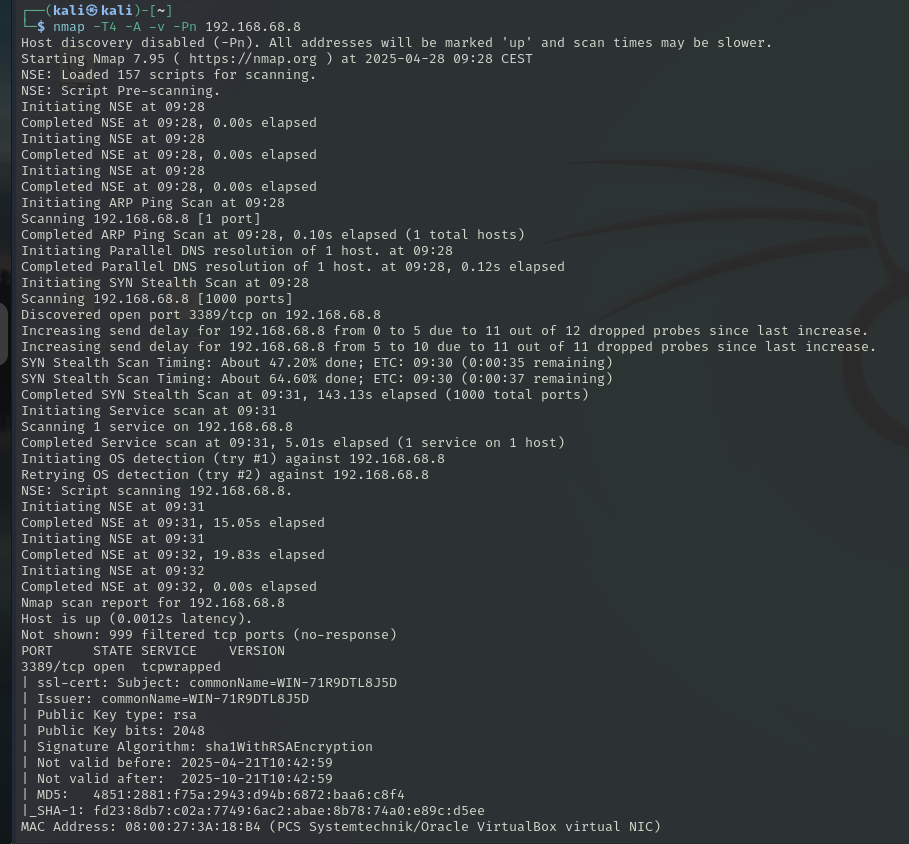 ┌──(kali㉿kali)-[~]
└─$ nmap -T4 -A -v -Pn 192.168.68.8
Host discovery disabled (-Pn). All addresses will be marked 'up' and scan times may be slower.
Starting Nmap 7.95 ( https://nmap.org ) at 2025-04-28 09:28 CEST
NSE: Loaded 157 scripts for scanning.
NSE: Script Pre-scanning.
Initiating NSE at 09:28
Completed NSE at 09:28, 0.00s elapsed
Initiating NSE at 09:28
Completed NSE at 09:28, 0.00s elapsed
Initiating NSE at 09:28
Completed NSE at 09:28, 0.00s elapsed
Initiating ARP Ping Scan at 09:28
Scanning 192.168.68.8 [1 port]
Completed ARP Ping Scan at 09:28, 0.10s elapsed (1 total hosts)
Initiating Parallel DNS resolution of 1 host. at 09:28
Completed Parallel DNS resolution of 1 host. at 09:28, 0.12s elapsed
Initiating SYN Stealth Scan at 09:28
Scanning 192.168.68.8 [1000 ports]
Discovered open port 3389/tcp on 192.168.68.8
Increasing send delay for 192.168.68.8 from 0 to 5 due to 11 out of 12 dropped probes since last increase.
Increasing send delay for 192.168.68.8 from 5 to 10 due to 11 out of 11 dropped probes since last increase.
SYN Stealth Scan Timing: About 47.20% done; ETC: 09:30 (0:00:35 remaining)
SYN Stealth Scan Timing: About 64.60% done; ETC: 09:30 (0:00:37 remaining)
Completed SYN Stealth Scan at 09:31, 143.13s elapsed (1000 total ports)
Initiating Service scan at 09:31
Scanning 1 service on 192.168.68.8
Completed Service scan at 09:31, 5.01s elapsed (1 service on 1 host)
Initiating OS detection (try #1) against 192.168.68.8
Retrying OS detection (try #2) against 192.168.68.8
NSE: Script scanning 192.168.68.8.
Initiating NSE at 09:31
Completed NSE at 09:31, 15.05s elapsed
Initiating NSE at 09:31
Completed NSE at 09:32, 19.83s elapsed
Initiating NSE at 09:32
Completed NSE at 09:32, 0.00s elapsed
Nmap scan report for 192.168.68.8
Host is up (0.0012s latency).
Not shown: 999 filtered tcp ports (no-response)
PORT     STATE SERVICE    VERSION
3389/tcp open  tcpwrapped
| ssl-cert: Subject: commonName=WIN-71R9DTL8J5D
| Issuer: commonName=WIN-71R9DTL8J5D
| Public Key type: rsa
| Public Key bits: 2048
| Signature Algorithm: sha1WithRSAEncryption
| Not valid before: 2025-04-21T10:42:59
| Not valid after:  2025-10-21T10:42:59
| MD5:   4851:2881:f75a:2943:d94b:6872:baa6:c8f4
|_SHA-1: fd23:8db7:c02a:7749:6ac2:abae:8b78:74a0:e89c:d5ee
MAC Address: 08:00:27:3A:18:B4 (PCS Systemtechnik/Oracle VirtualBox virtual NIC)